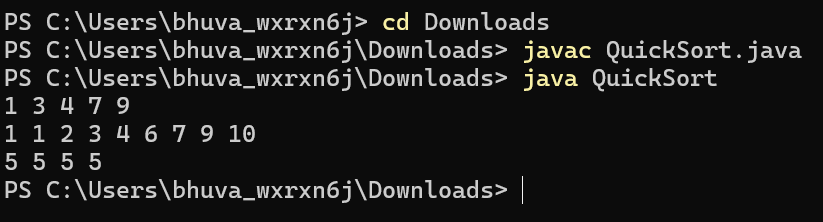 PS C:\Users\bhuva_wxrxn6j> cd Downloads
PS C:\Users\bhuva_wxrxn6j\Downloads> javac QuickSort.java
PS C:\Users\bhuva_wxrxn6j\Downloads> java QuickSort
1 3 4 7 9
1 1 2 3 4 6 7 9 10
5 5 5 5
PS C:\Users\bhuva_wxrxn6j\Downloads>